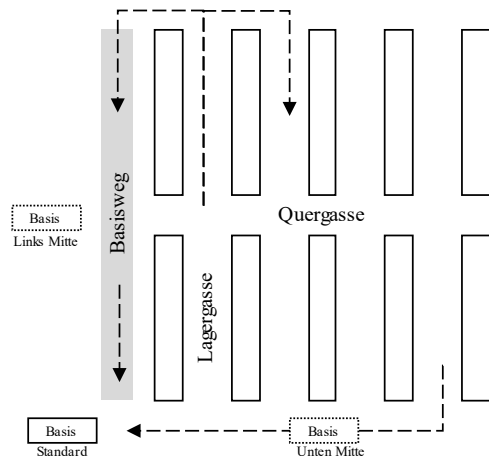 Basisweg
Quergasse
Basis
Links Mitte
Lagergasse
Basis
Standard
Basis
Unten Mitte